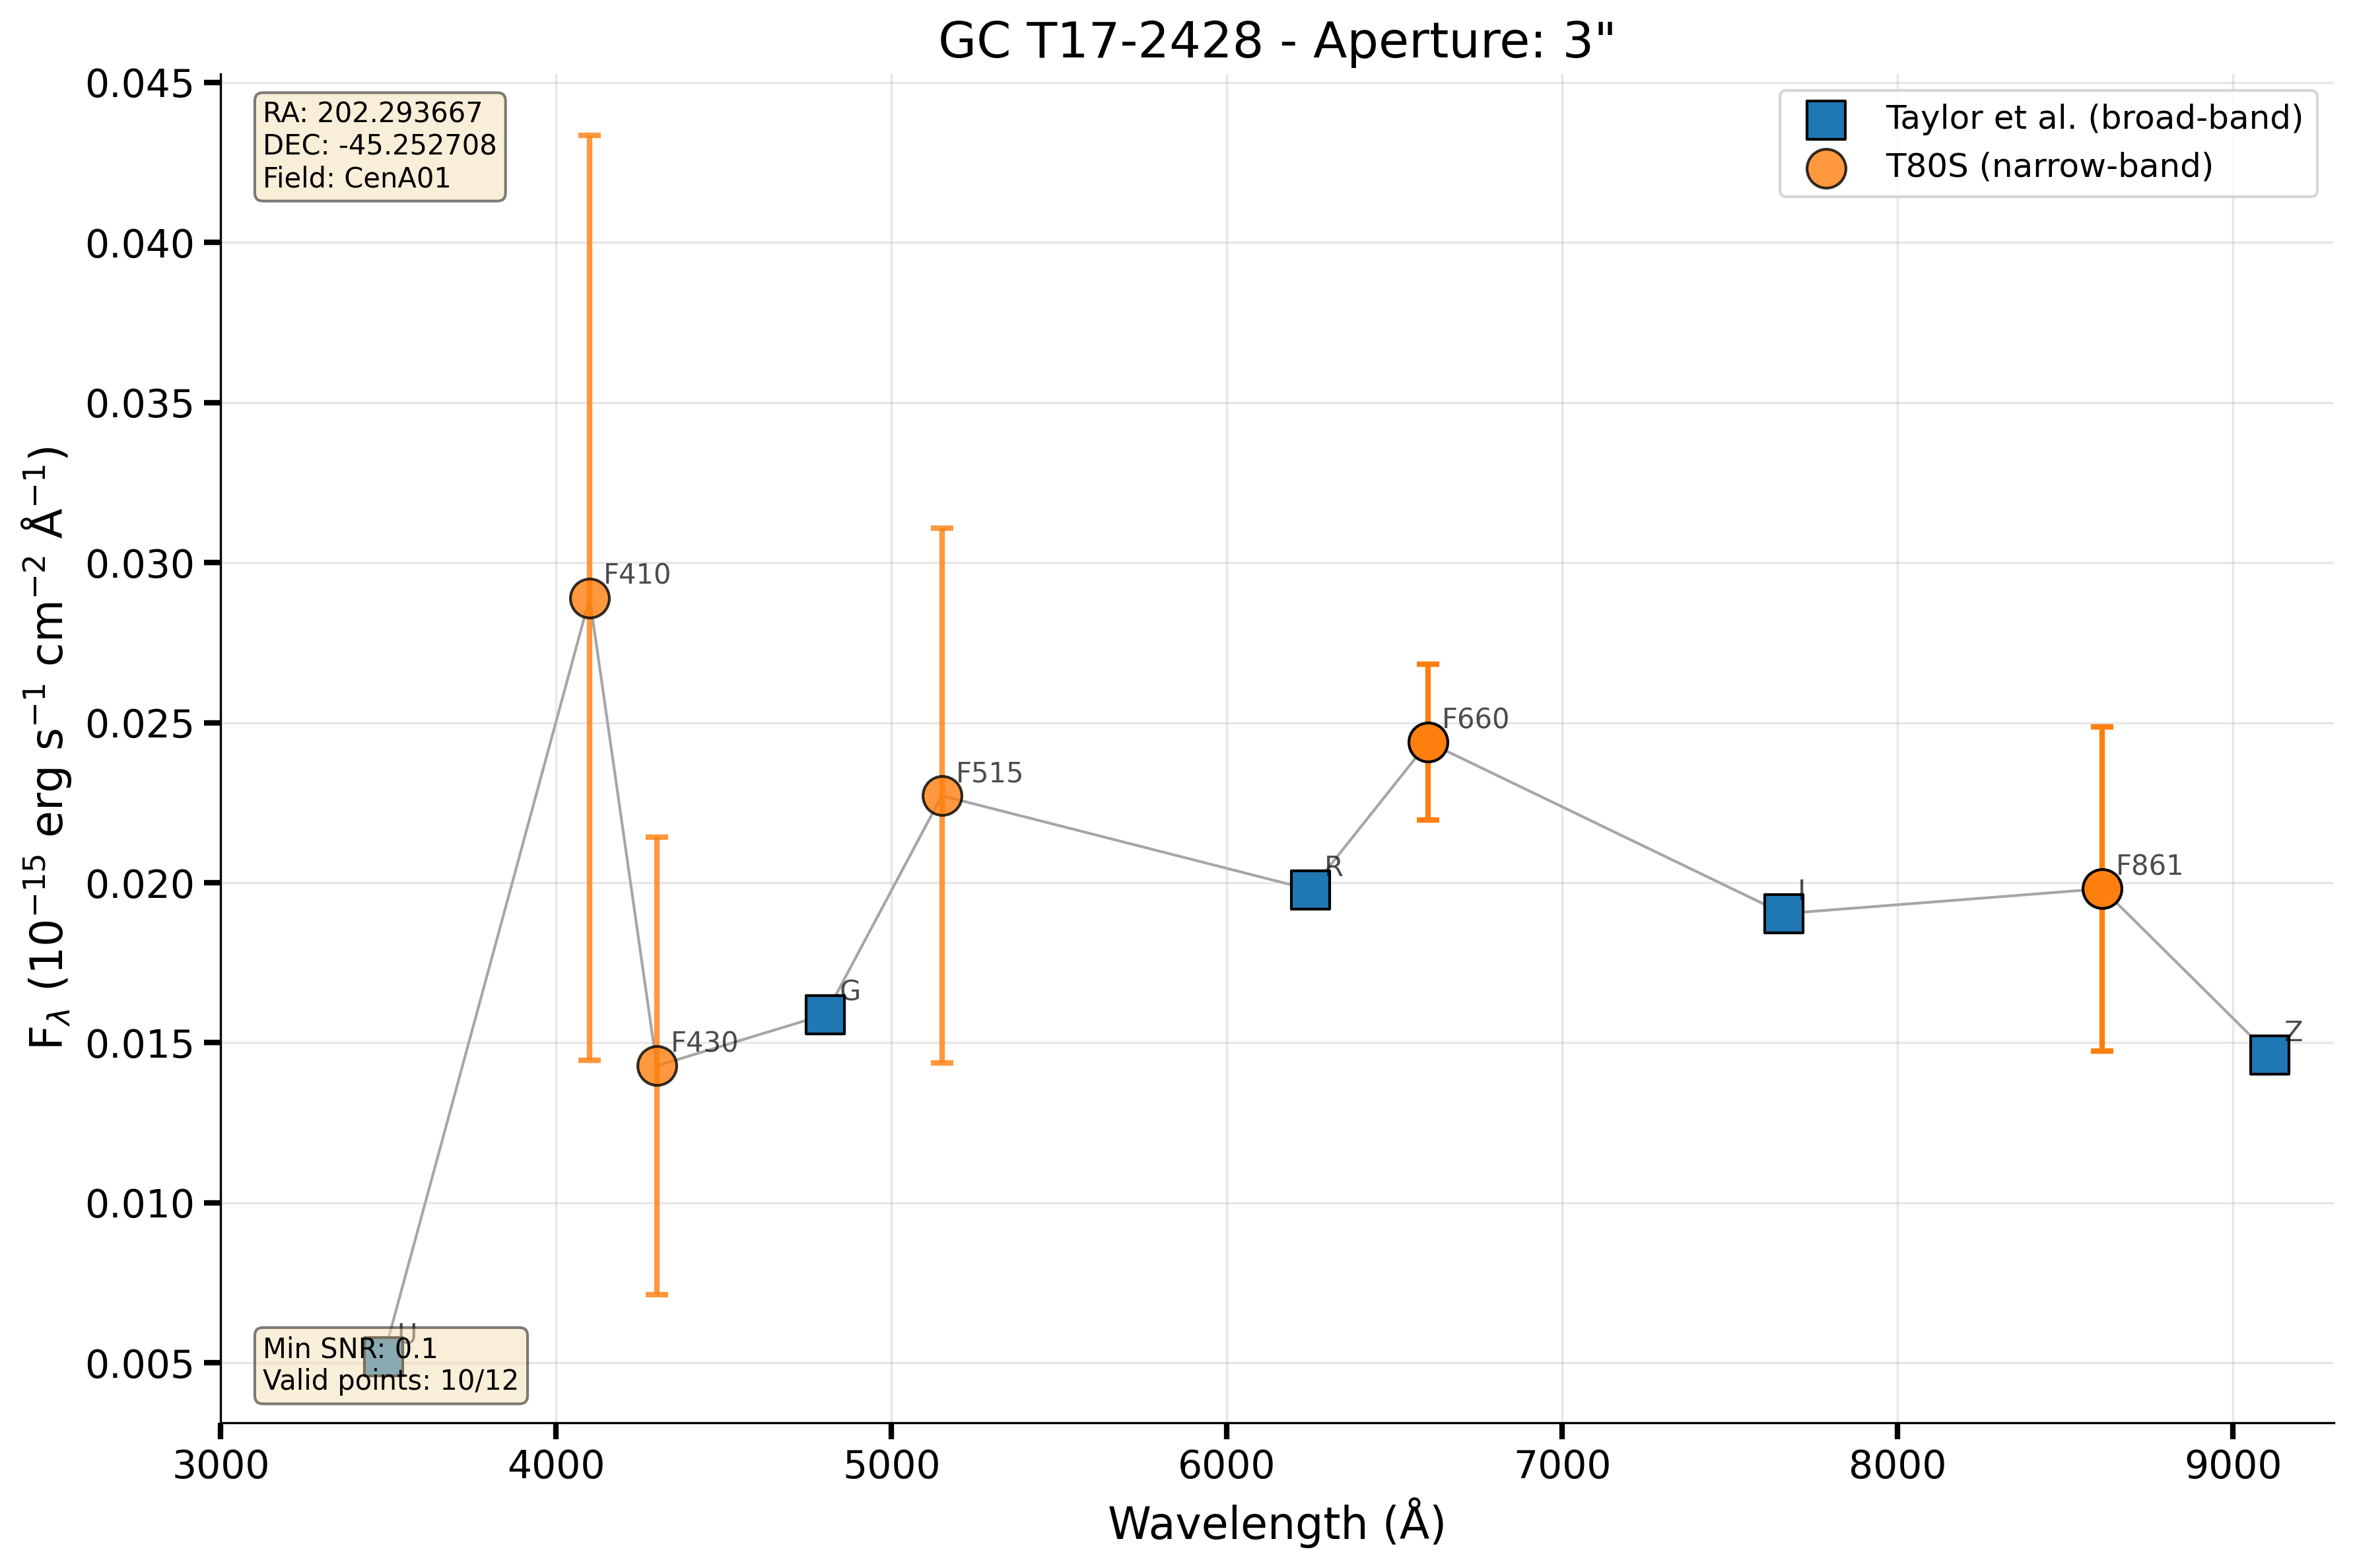 GC T17-2428 - Aperture: 3"
RA: 202.293667
DEC: -45.252708
Field: CenA01
Taylor et al. (broad-band)
T80S (narrow-band)
0.045
0.040
0.035
0.030
0.025
0.020
0.015
0.010
0.005
F_λ (10⁻¹⁵ erg s⁻¹ cm⁻² Å⁻¹)
F410
F660
F515
R
F861
I
G
F430
Z
U
Min SNR: 0.1
Valid points: 10/12
3000
4000
5000
6000
7000
8000
9000
Wavelength (Å)